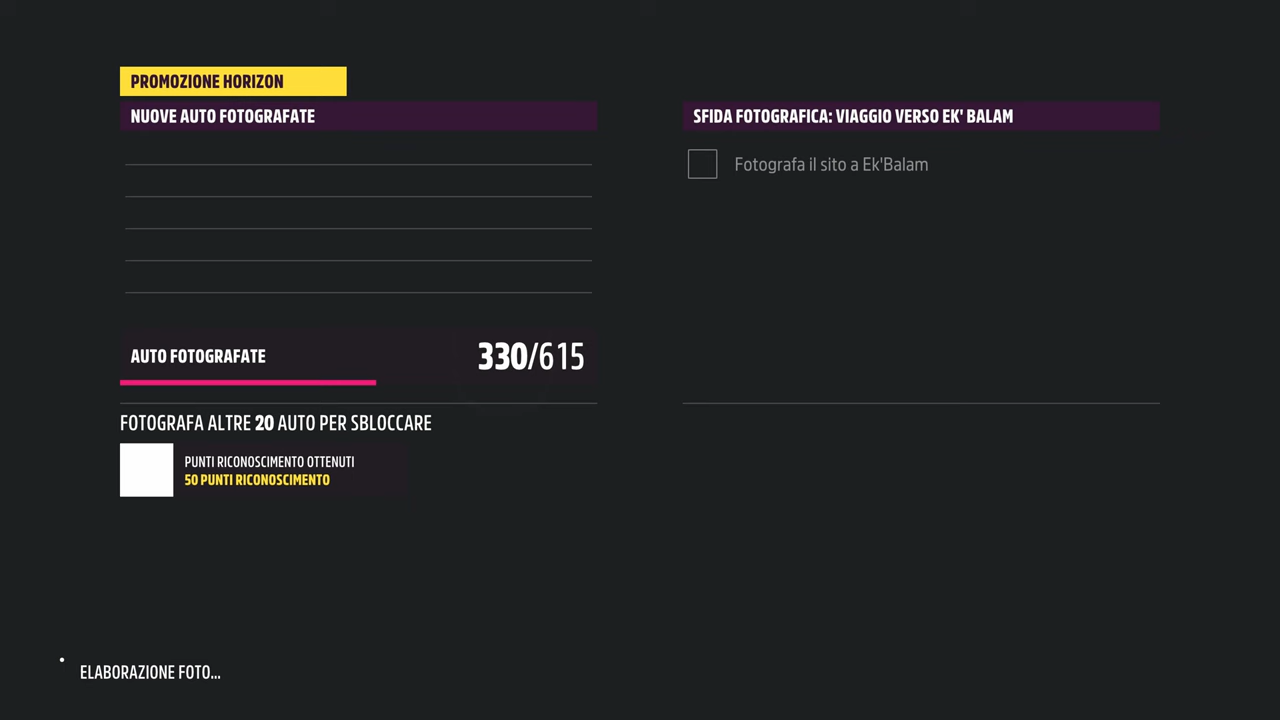 PROMOZIONE HORIZON
NUOVE AUTO FOTOGRAFATE
AUTO FOTOGRAFATE
330/615
FOTOGRAFA ALTRE 20 AUTO PER SBLOCCARE
PUNTI RICONOSCIMENTO OTTENUTI
50 PUNTI RICONOSCIMENTO
SFIDA FOTOGRAFICA: VIAGGIO VERSO EK' BALAM
Fotografa il sito a Ek'Balam
ELABORAZIONE FOTO...